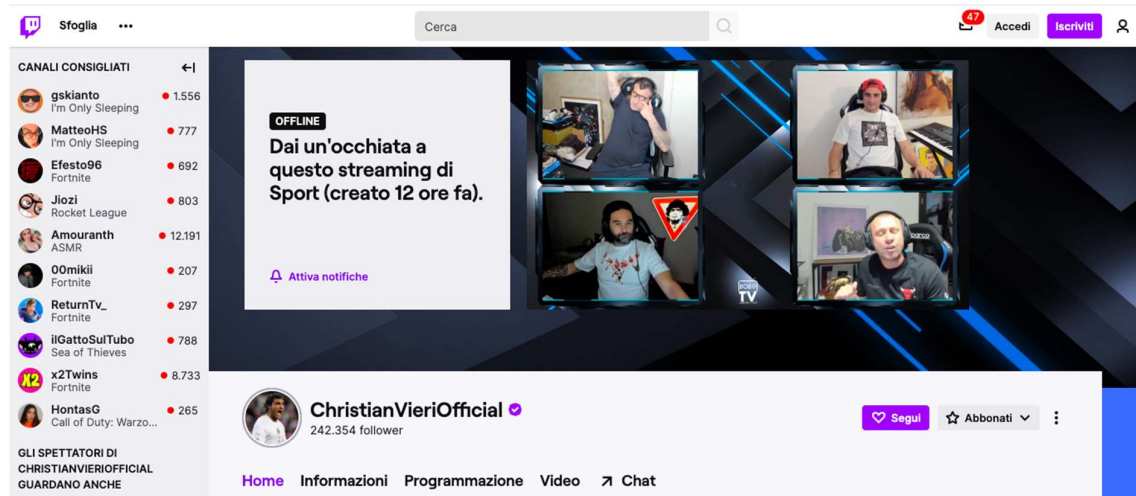 Sfoglia
Cerca
47
Accedi
Iscriviti
CANALI CONSIGLIATI
gskianto
1.556
I'm Only Sleeping
MatteoHS
777
I'm Only Sleeping
Efesto96
692
Fortnite
Jiozi
803
Rocket League
Amouranth
12.191
ASMR
00mikii
207
Fortnite
ReturnTv_
297
Fortnite
ilGattoSulTubo
788
Sea of Thieves
x2Twins
8.733
Fortnite
HontasG
265
Call of Duty: Warzo...
GLI SPETTATORI DI
CHRISTIANVIERIOFFICIAL
GUARDANO ANCHE
OFFLINE
Dai un'occhiata a
questo streaming di
Sport (creato 12 ore fa).
Attiva notifiche
BOBO
TV
sparco
ChristianVieriOfficial
242.354 follower
Segui
Abbonati
Home Informazioni Programmazione Video Chat